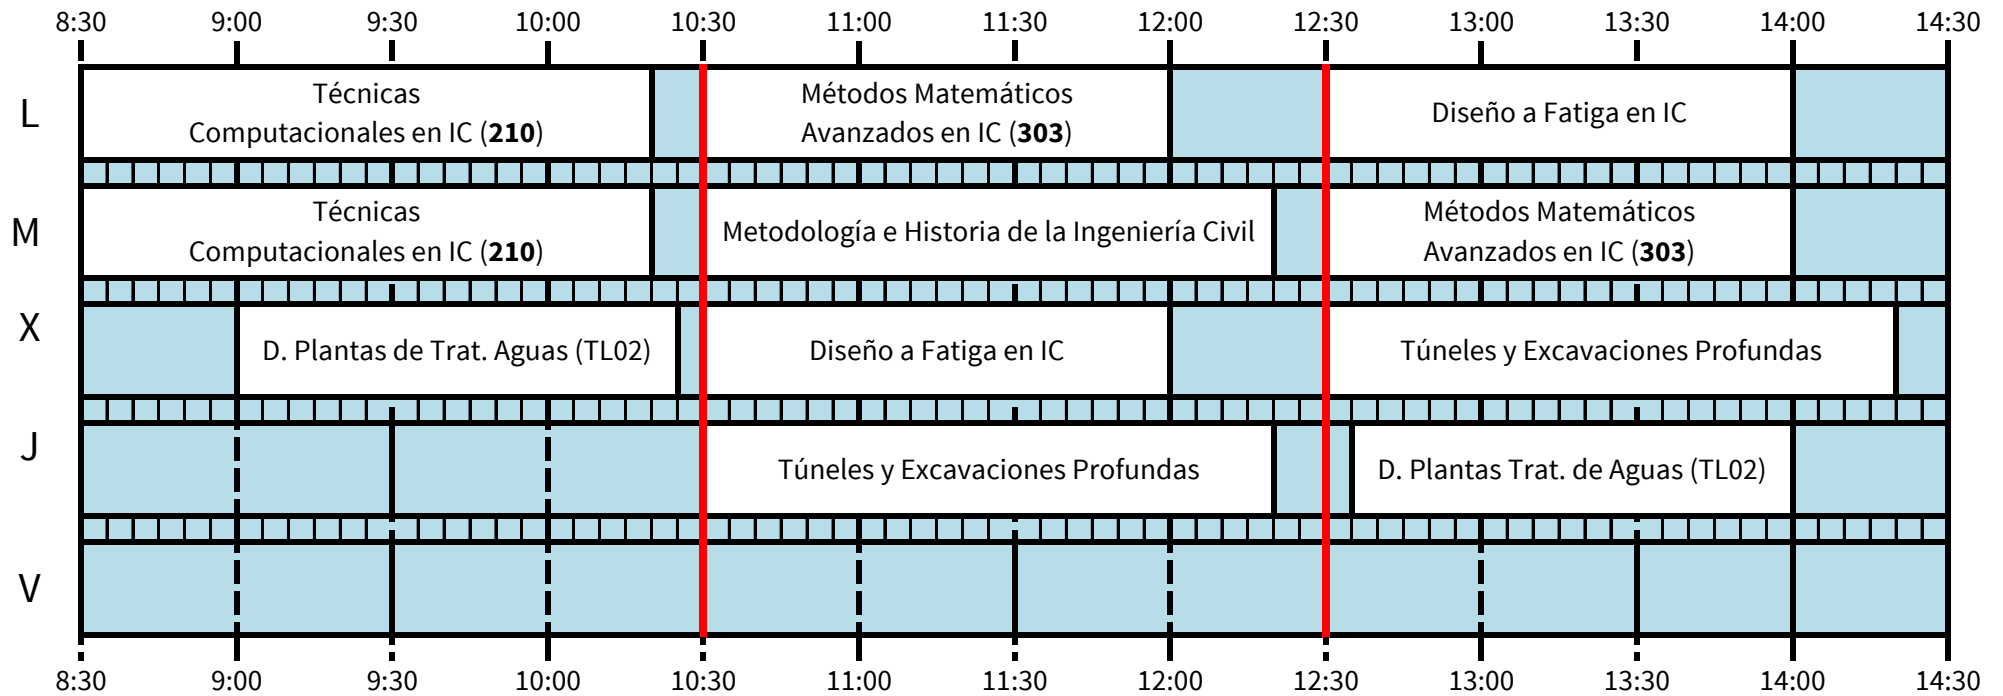 8:30 9:00 9:30 10:00 10:30 11:00 11:30 12:00 12:30 13:00 13:30 14:00 14:30
L
Técnicas
Computacionales en IC (210)
Métodos Matemáticos
Avanzados en IC (303)
Diseño a Fatiga en IC
M
Técnicas
Computacionales en IC (210)
Metodología e Historia de la Ingeniería Civil
Métodos Matemáticos
Avanzados en IC (303)
X
D. Plantas de Trat. Aguas (TL02)
Diseño a Fatiga en IC
Túneles y Excavaciones Profundas
J
Túneles y Excavaciones Profundas
D. Plantas Trat. de Aguas (TL02)
V
8:30 9:00 9:30 10:00 10:30 11:00 11:30 12:00 12:30 13:00 13:30 14:00 14:30